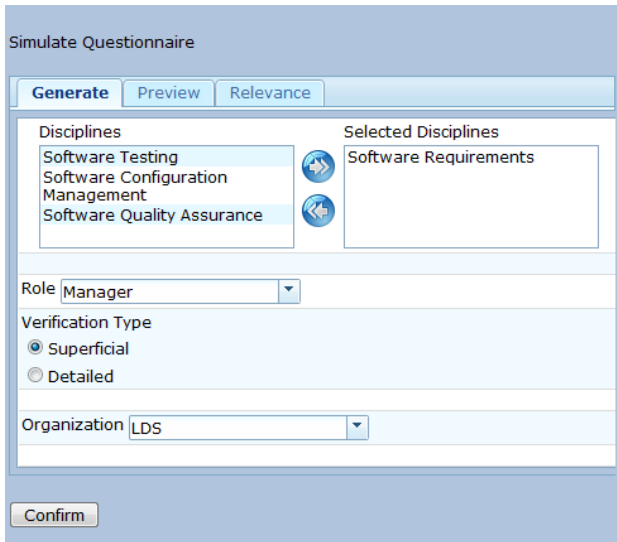 Simulate Questionnaire
Generate Preview Relevance
Disciplines Selected Disciplines
Software Testing Software Requirements
Software Configuration
Management
Software Quality Assurance
Role Manager
Verification Type
Superficial
Detailed
Organization LDS
Confirm